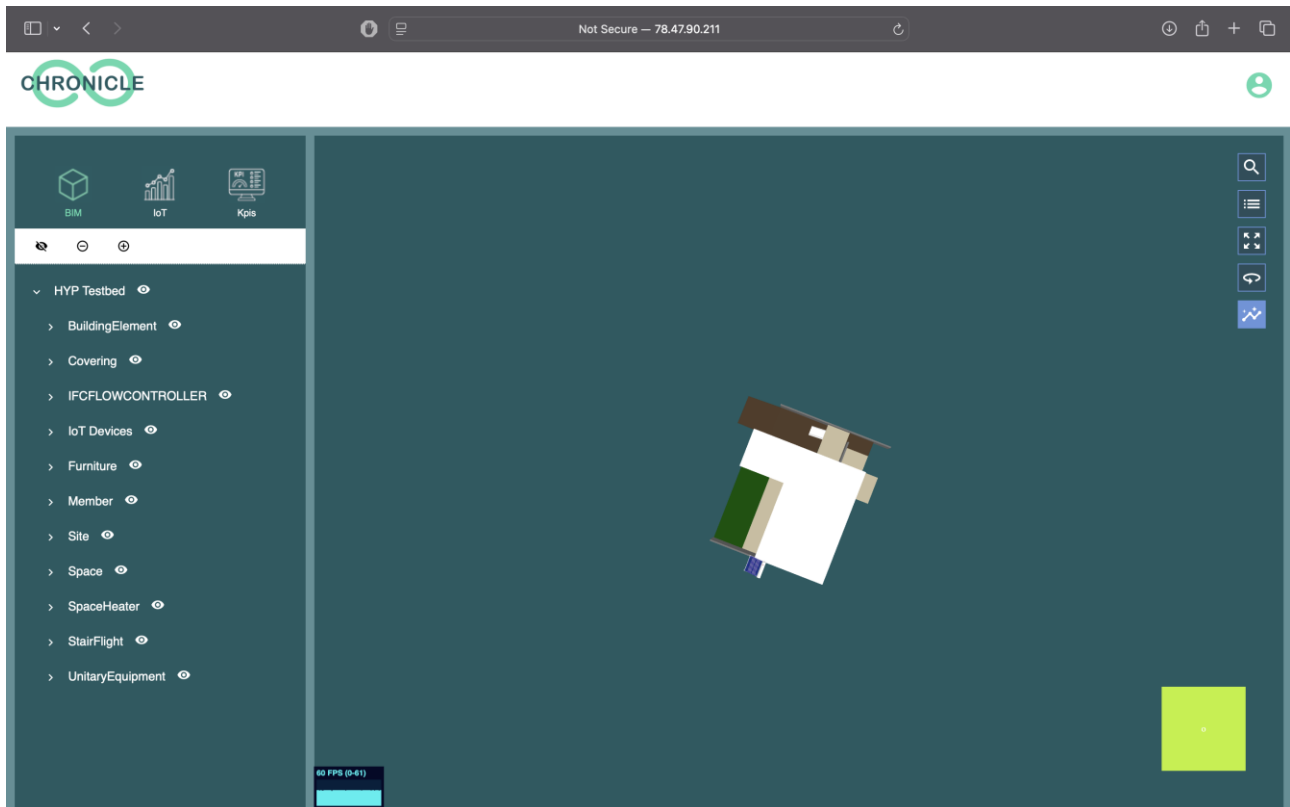 Not Secure — 78.47.90.211
CHRONICLE
KPI
BIM
IoT
Kpis
HYP Testbed
BuildingElement
Covering
IFCFLOWCONTROLLER
IoT Devices
Furniture
Member
Site
Space
SpaceHeater
StairFlight
UnitaryEquipment
60 FPS (0-61)